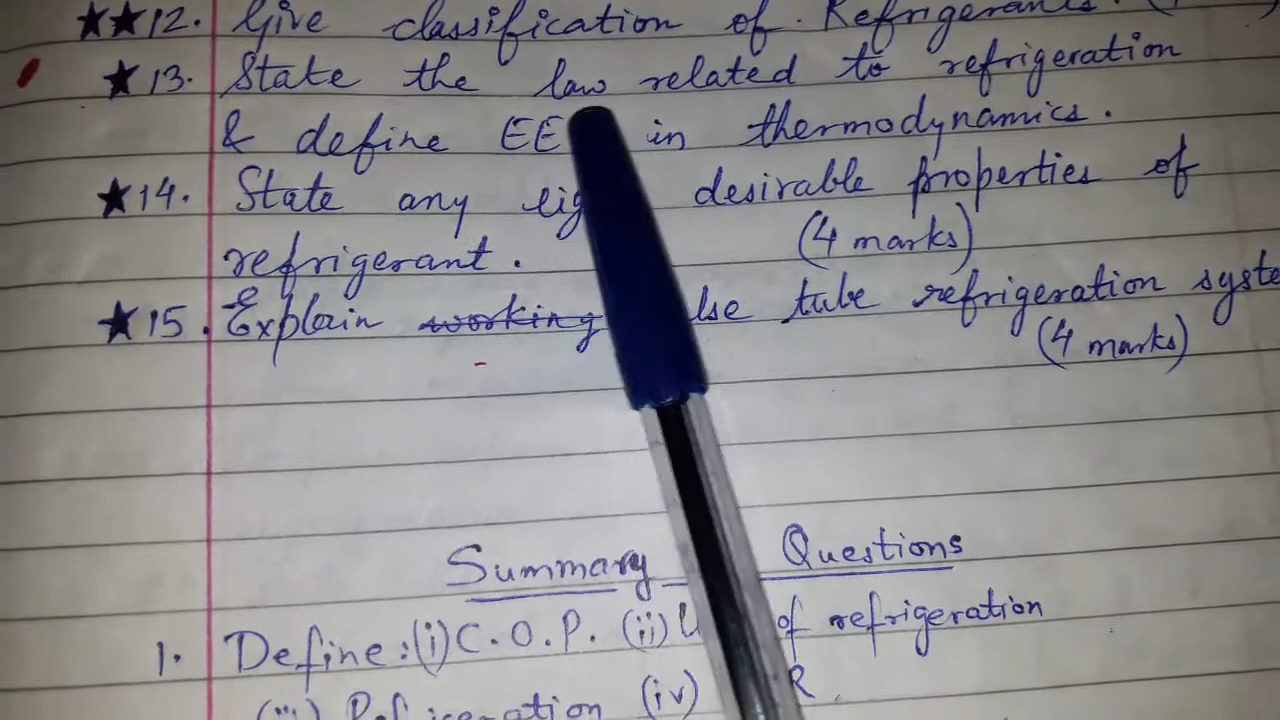 ★★12. Give classification of Refrigerants.
★13. State the law related to refrigeration
& define in thermodynamics.
★14. State any desirable properties of
refrigerant. (4 marks)
★15. Explain working tube refrigeration
(4 marks)
Summary Questions
1. Define:(i) C.O.P. (ii) of refrigeration
(iv)